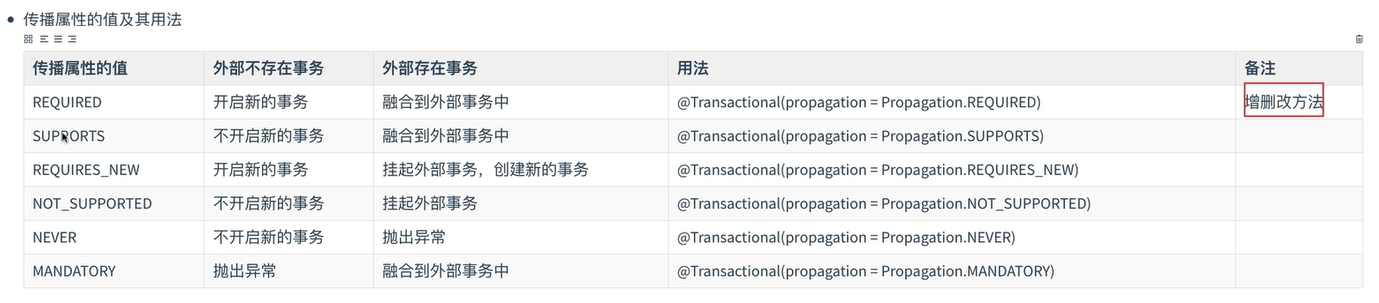 传播属性的值及其用法
传播属性的值 外部不存在事务 外部存在事务 用法 备注
REQUIRED 开启新的事务 融合到外部事务中 @Transactional(propagation = Propagation.REQUIRED) 增删改方法
SUPPORTS 不开启新的事务 融合到外部事务中 @Transactional(propagation = Propagation.SUPPORTS)
REQUIRES_NEW 开启新的事务 挂起外部事务，创建新的事务 @Transactional(propagation = Propagation.REQUIRES_NEW)
NOT_SUPPORTED 不开启新的事务 挂起外部事务 @Transactional(propagation = Propagation.NOT_SUPPORTED)
NEVER 不开启新的事务 抛出异常 @Transactional(propagation = Propagation.NEVER)
MANDATORY 抛出异常 融合到外部事务中 @Transactional(propagation = Propagation.MANDATORY)